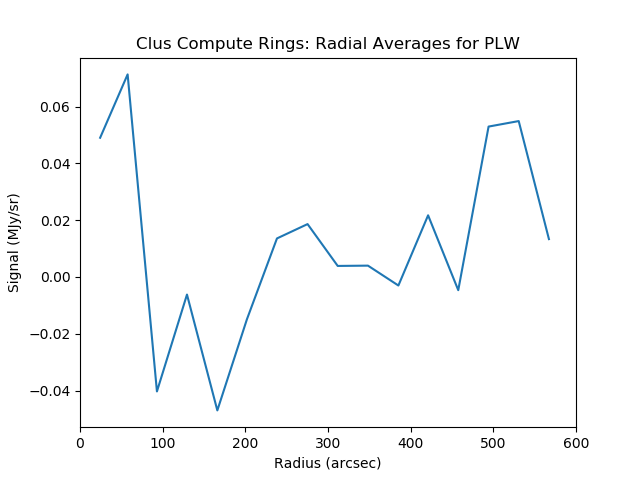 Clus Compute Rings: Radial Averages for PLW
Signal (MJy/sr)
0.06
0.04
0.02
0.00
−0.02
−0.04
0 100 200 300 400 500 600
Radius (arcsec)